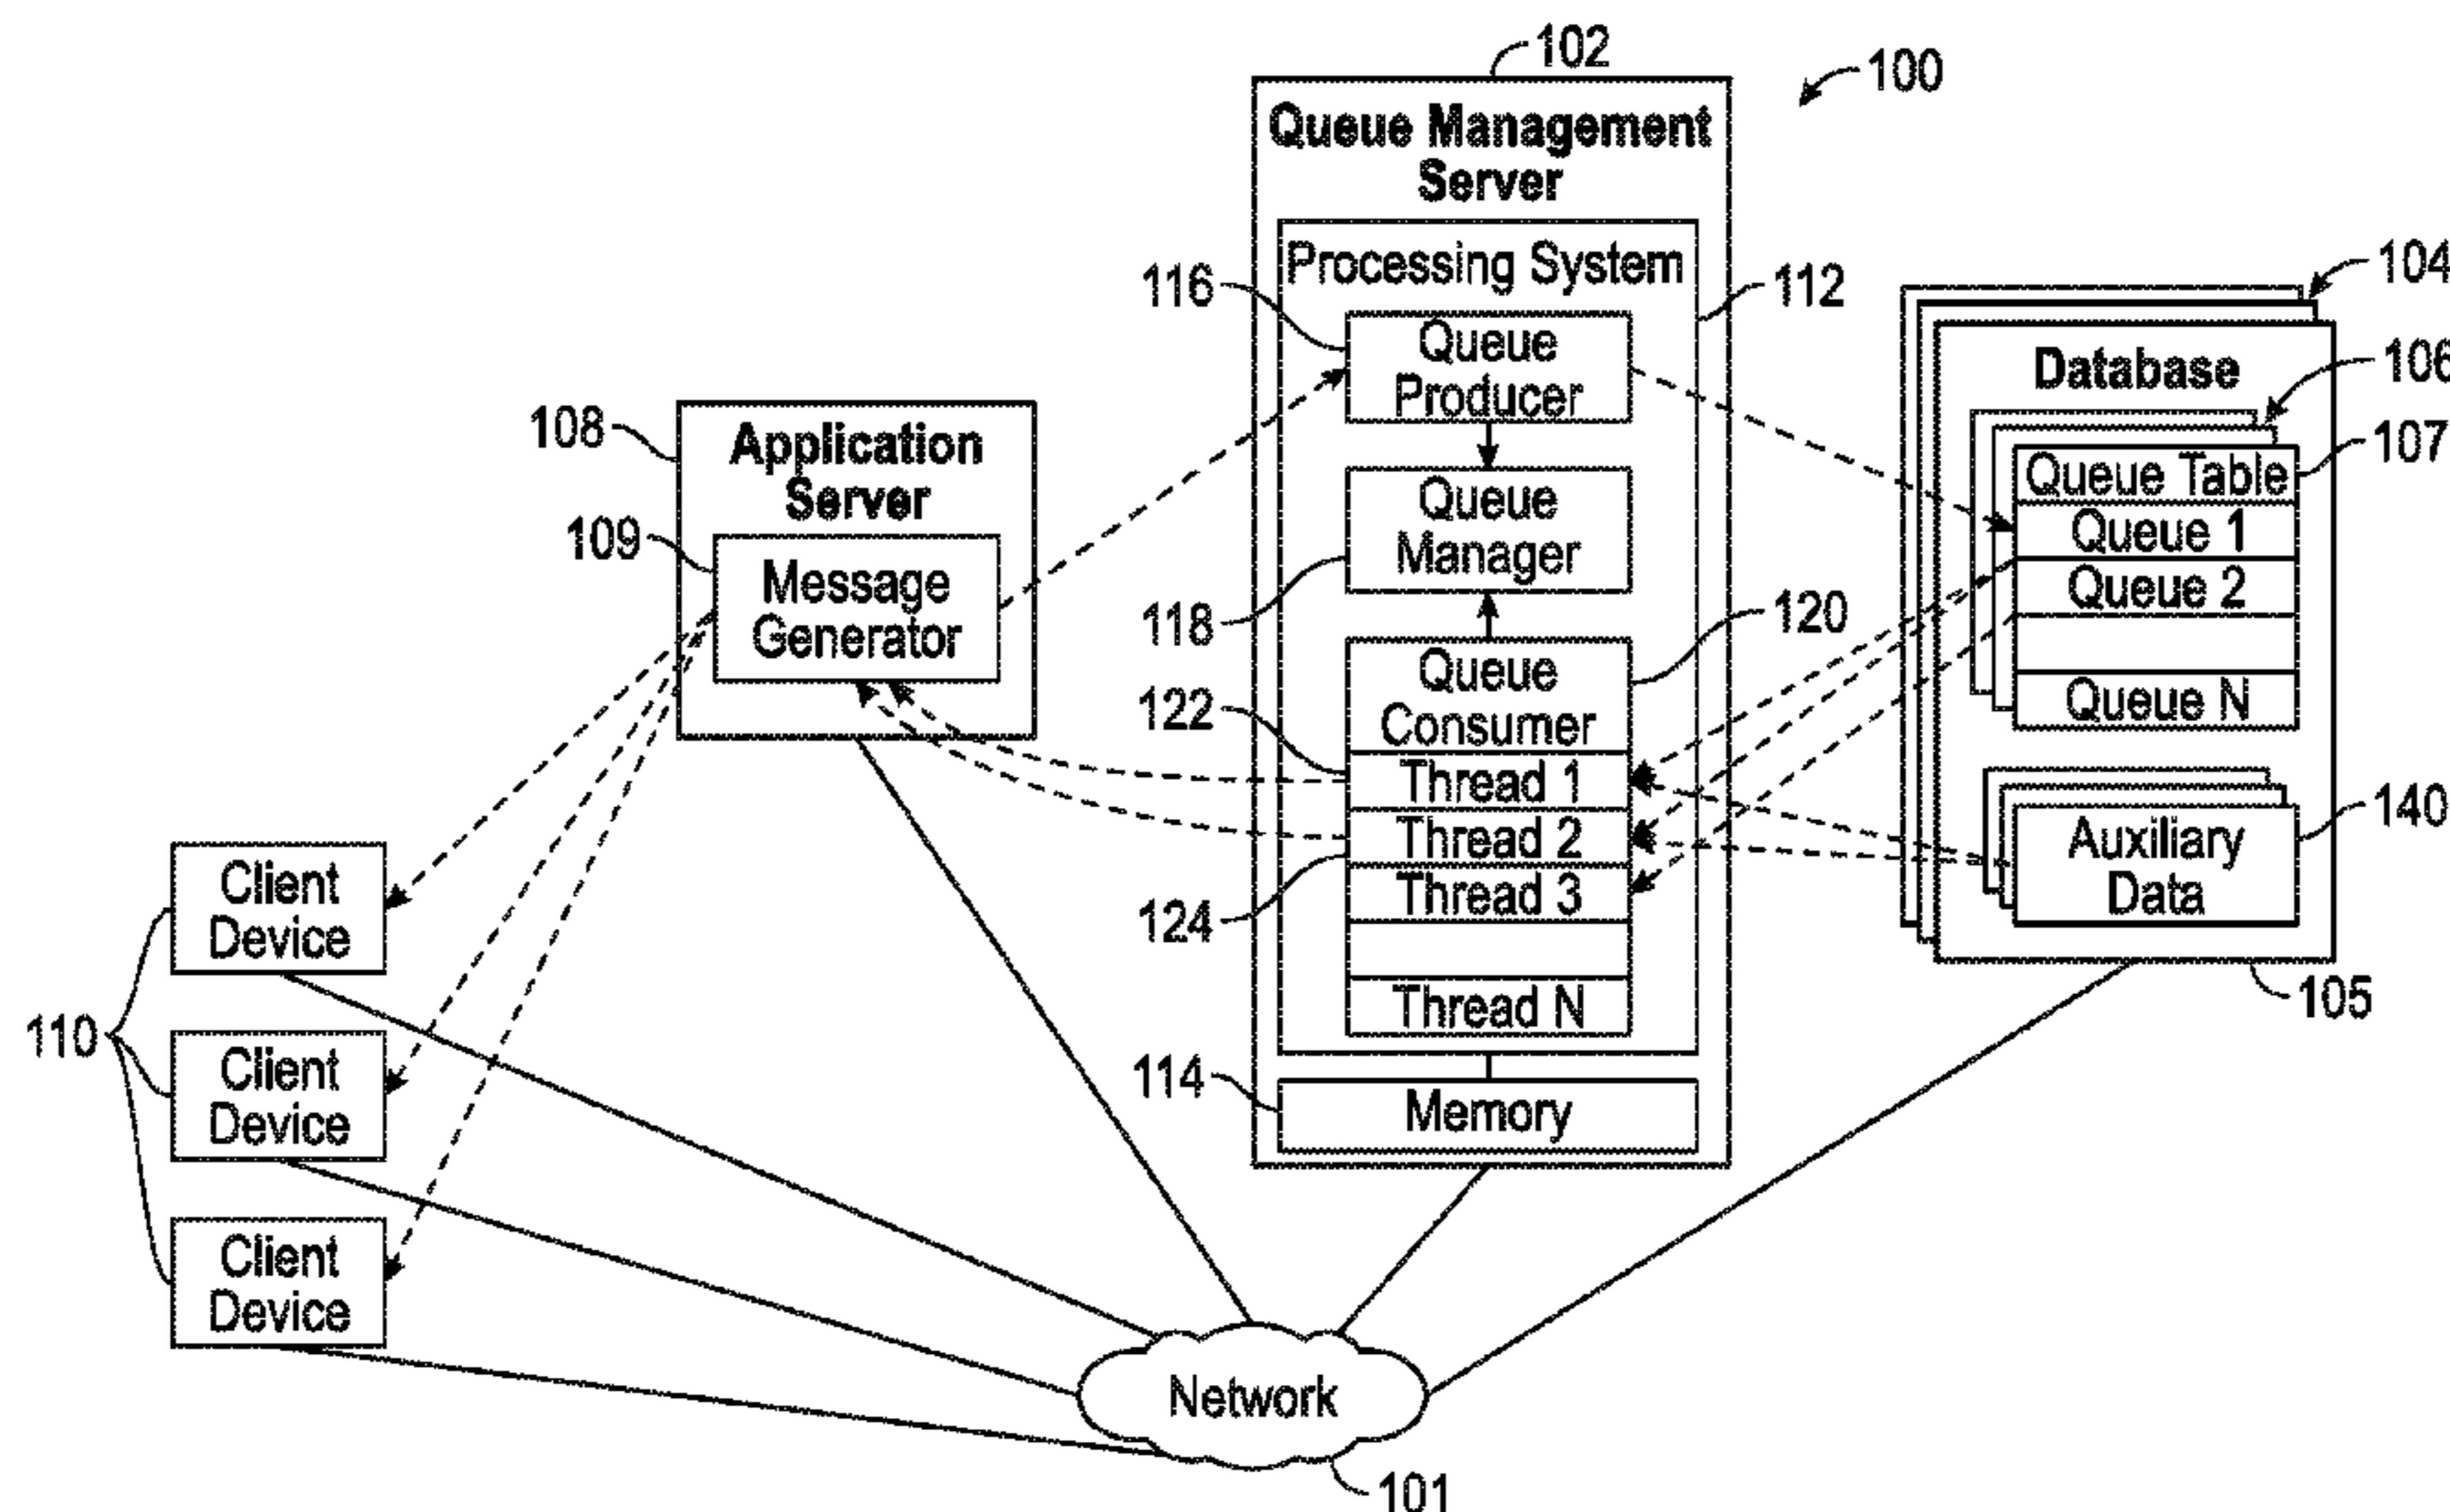 102
100
Queue Management
Server
Processing System
116
112
104
Queue
Producer
Database
106
108
Application
Server
107
Queue Table
109
Queue
Manager
Queue 1
Message
Generator
Queue 2
118
120
Queue
Consumer
Queue N
122
Thread 1
140
Thread 2
Auxiliary
Data
Client
Device
124
Thread 3
105
Thread N
110
Client
Device
114
Memory
Client
Device
Network
101